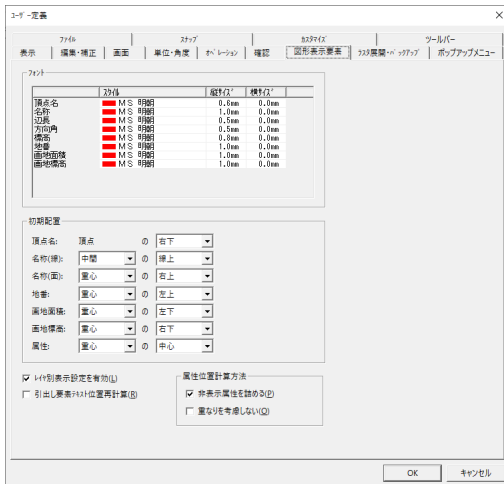 ユーザー定義
ファイル スナップ カスタマイズ ツールバー
表示 編集・補正 画面 単位・角度 オペレーション 確認 図形表示要素 ラスタ展開・バックアップ ポップアップメニュー
フォント
スタイル 縦サイズ 横サイズ
頂点名 MS 明朝 0.6mm 0.0mm
名称 MS 明朝 1.0mm 0.0mm
辺長 MS 明朝 0.5mm 0.0mm
方向角 MS 明朝 0.5mm 0.0mm
標高 MS 明朝 0.8mm 0.0mm
地番 MS 明朝 1.0mm 0.0mm
画地面積 MS 明朝 1.0mm 0.0mm
画地標高 MS 明朝 1.0mm 0.0mm
初期配置
頂点名: 頂点 の 右下
名称(線): 中間 の 線上
名称(面): 重心 の 右上
地番: 重心 の 左上
画地面積: 重心 の 左下
画地標高: 重心 の 右下
属性: 重心 の 中心
レイヤ別表示設定を有効(L)
引出し要素テキスト位置再計算(R)
属性位置計算方法
非表示属性を詰める(P)
重なりを考慮しない(O)
OK キャンセル